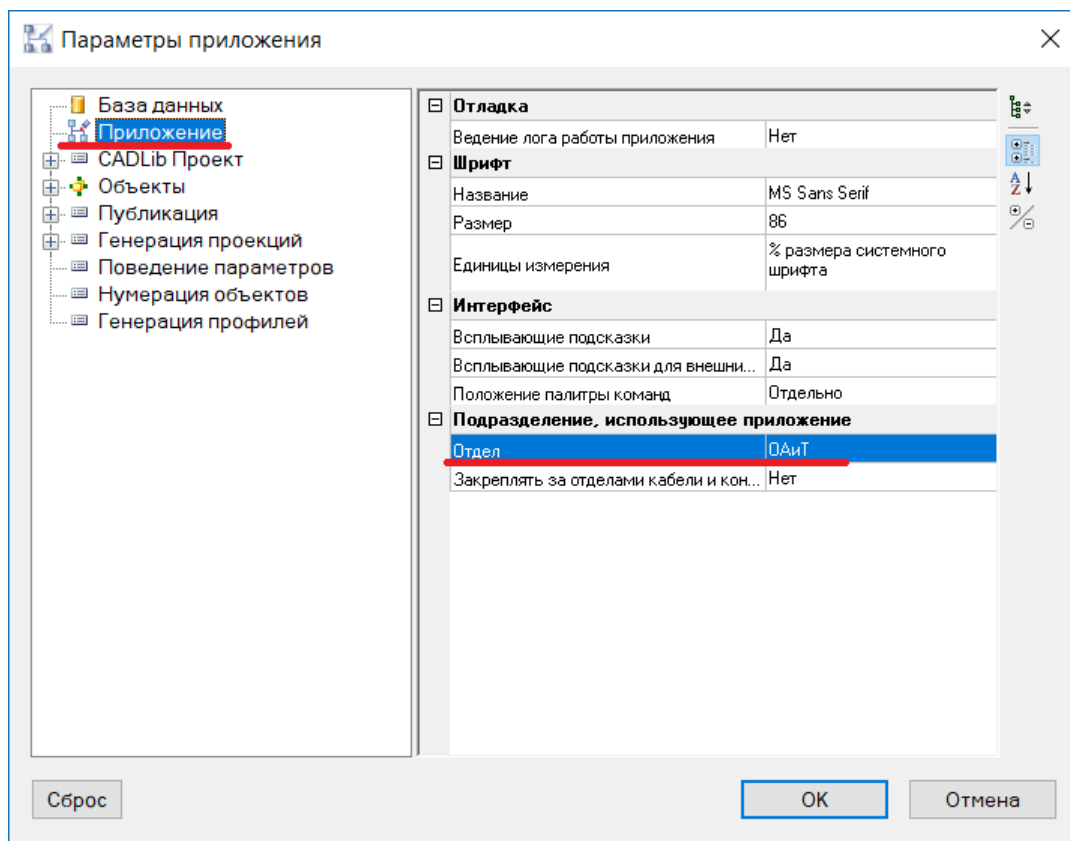 Параметры приложения
База данных
Приложение
CADLib Проект
Объекты
Публикация
Генерация проекций
Поведение параметров
Нумерация объектов
Генерация профилей
Отладка
Ведение лога работы приложения Нет
Шрифт
Название MS Sans Serif
Размер 86
Единицы измерения % размера системного
шрифта
Интерфейс
Всплывающие подсказки Да
Всплывающие подсказки для внешни... Да
Положение палитры команд Отдельно
Подразделение, использующее приложение
Отдел ОАиТ
Закреплять за отделами кабели и кон... Нет
A
Z
Сброс
OK
Отмена